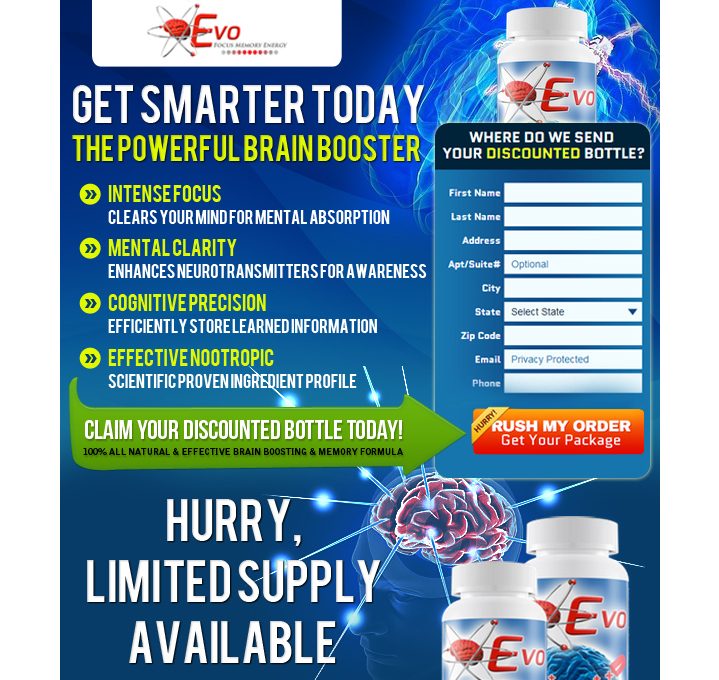 Evo
FOCUS MEMORY ENERGY
GET SMARTER TODAY
THE POWERFUL BRAIN BOOSTER
INTENSE FOCUS
CLEARS YOUR MIND FOR MENTAL ABSORPTION
MENTAL CLARITY
ENHANCES NEUROTRANSMITTERS FOR AWARENESS
COGNITIVE PRECISION
EFFICIENTLY STORE LEARNED INFORMATION
EFFECTIVE NOOTROPIC
SCIENTIFIC PROVEN INGREDIENT PROFILE
CLAIM YOUR DISCOUNTED BOTTLE TODAY!
100% ALL NATURAL & EFFECTIVE BRAIN BOOSTING & MEMORY FORMULA
Evo
WHERE DO WE SEND
YOUR DISCOUNTED BOTTLE?
First Name
Last Name
Address
Apt/Suite# Optional
City
State Select State
Zip Code
Email Privacy Protected
Phone
HURRY!
RUSH MY ORDER
Get Your Package
HURRY,
LIMITED SUPPLY
AVAILABLE
Evo
Evo